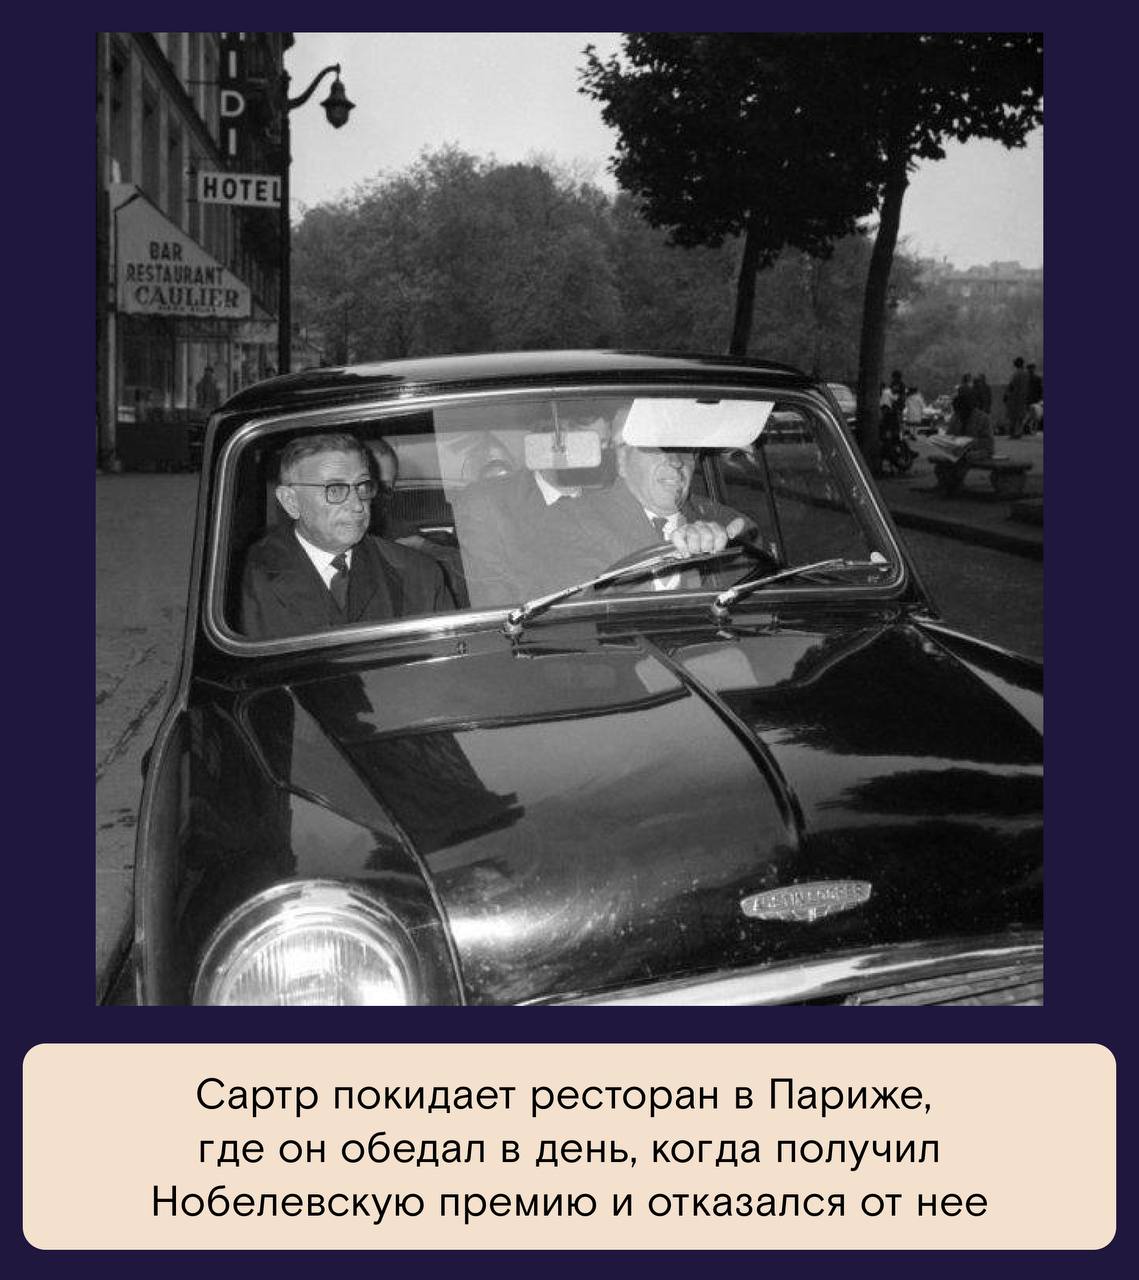 I
D
I
HOTEL
BAR
RESTAURANT
CAULIER
Сартр покидает ресторан в Париже,
где он обедал в день, когда получил
Нобелевскую премию и отказался от нее